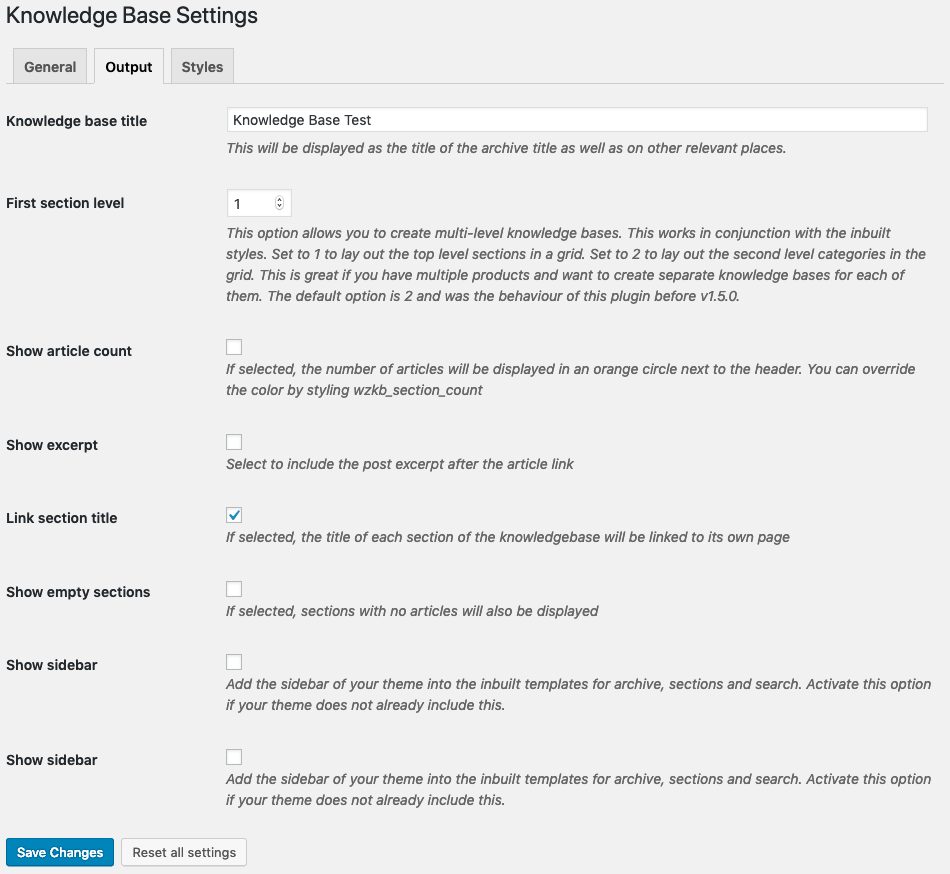 Knowledge Base Settings
General
Output
Styles
Knowledge base title
Knowledge Base Test
This will be displayed as the title of the archive title as well as on other relevant places.
First section level
1
This option allows you to create multi-level knowledge bases. This works in conjunction with the inbuilt
styles. Set to 1 to lay out the top level sections in a grid. Set to 2 to lay out the second level categories in the
grid. This is great if you have multiple products and want to create separate knowledge bases for each of
them. The default option is 2 and was the behaviour of this plugin before v1.5.0.
Show article count
If selected, the number of articles will be displayed in an orange circle next to the header. You can override
the color by styling wzkb_section_count
Show excerpt
Select to include the post excerpt after the article link
Link section title
If selected, the title of each section of the knowledgebase will be linked to its own page
Show empty sections
If selected, sections with no articles will also be displayed
Show sidebar
Add the sidebar of your theme into the inbuilt templates for archive, sections and search. Activate this option
if your theme does not already include this.
Show sidebar
Add the sidebar of your theme into the inbuilt templates for archive, sections and search. Activate this option
if your theme does not already include this.
Save Changes
Reset all settings